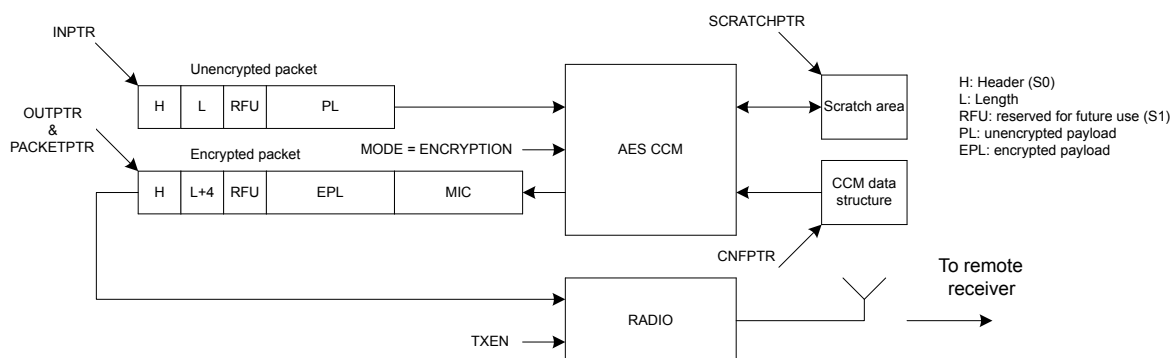 SCRATCHPTR
INPTR
Unencrypted packet
H L RFU PL
Scratch area
H: Header (S0)
L: Length
RFU: reserved for future use (S1)
PL: unencrypted payload
EPL: encrypted payload
OUTPTR
&
PACKETPTR
MODE = ENCRYPTION
AES CCM
Encrypted packet
H L+4 RFU EPL MIC
CCM data
structure
CNFPTR
To remote
receiver
RADIO
TXEN